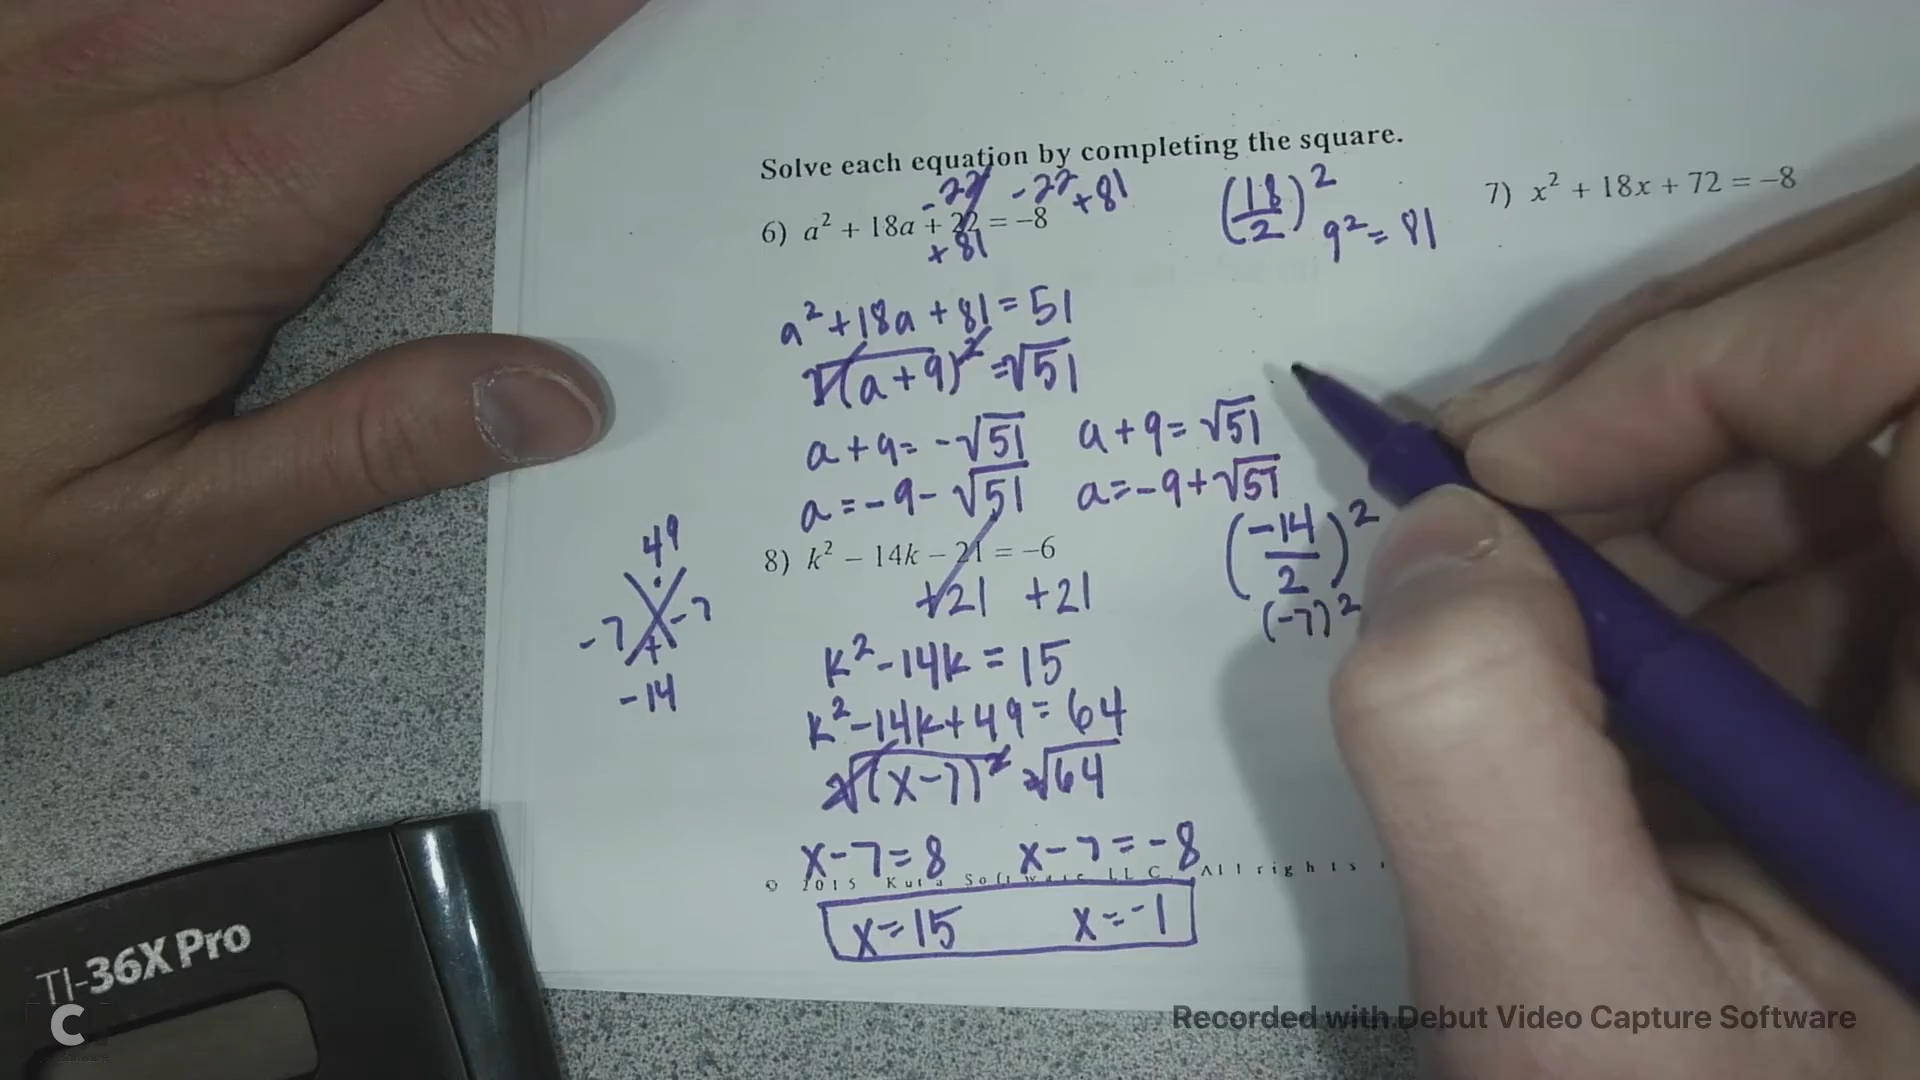 Solve each equation by completing the square.
-22 -22 +81
6) a² + 18a + 22 = -8
+81
(18/2)²
9² = 81
7) x² + 18x + 72 = -8
a² + 18a + 81 = 51
√(a+9)² = √51
a + 9 = -√51 a + 9 = √51
a = -9 - √51 a = -9 + √51
8) k² - 14k - 21 = -6
+21 +21
(-14/2)²
(-7)²
49
-7 -7
+
-14
k² - 14k = 15
k² - 14k + 49 = 64
2√(x-7)² = 2√64
x - 7 = 8 x - 7 = -8
© 2015 Kuta Software LLC. All rights
x = 15 x = -1
TI-36X Pro
C
Recorded with Debut Video Capture Software